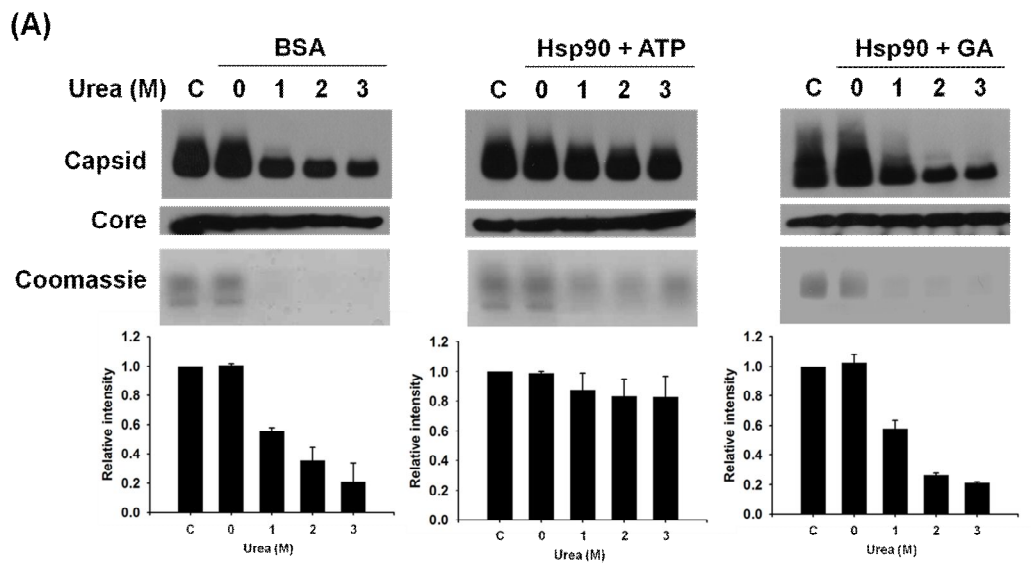 (A)
BSA
Hsp90 + ATP
Hsp90 + GA
Urea (M) C 0 1 2 3 C 0 1 2 3 C 0 1 2 3
Capsid
Core
Coomassie
Relative intensity
1.2
1.0
0.8
0.6
0.4
0.2
0.0
C 0 1 2 3
Urea (M)
Relative intensity
1.2
1.0
0.8
0.6
0.4
0.2
0.0
C 0 1 2 3
Urea (M)
Relative intensity
1.2
1.0
0.8
0.6
0.4
0.2
0.0
C 0 1 2 3
Urea (M)